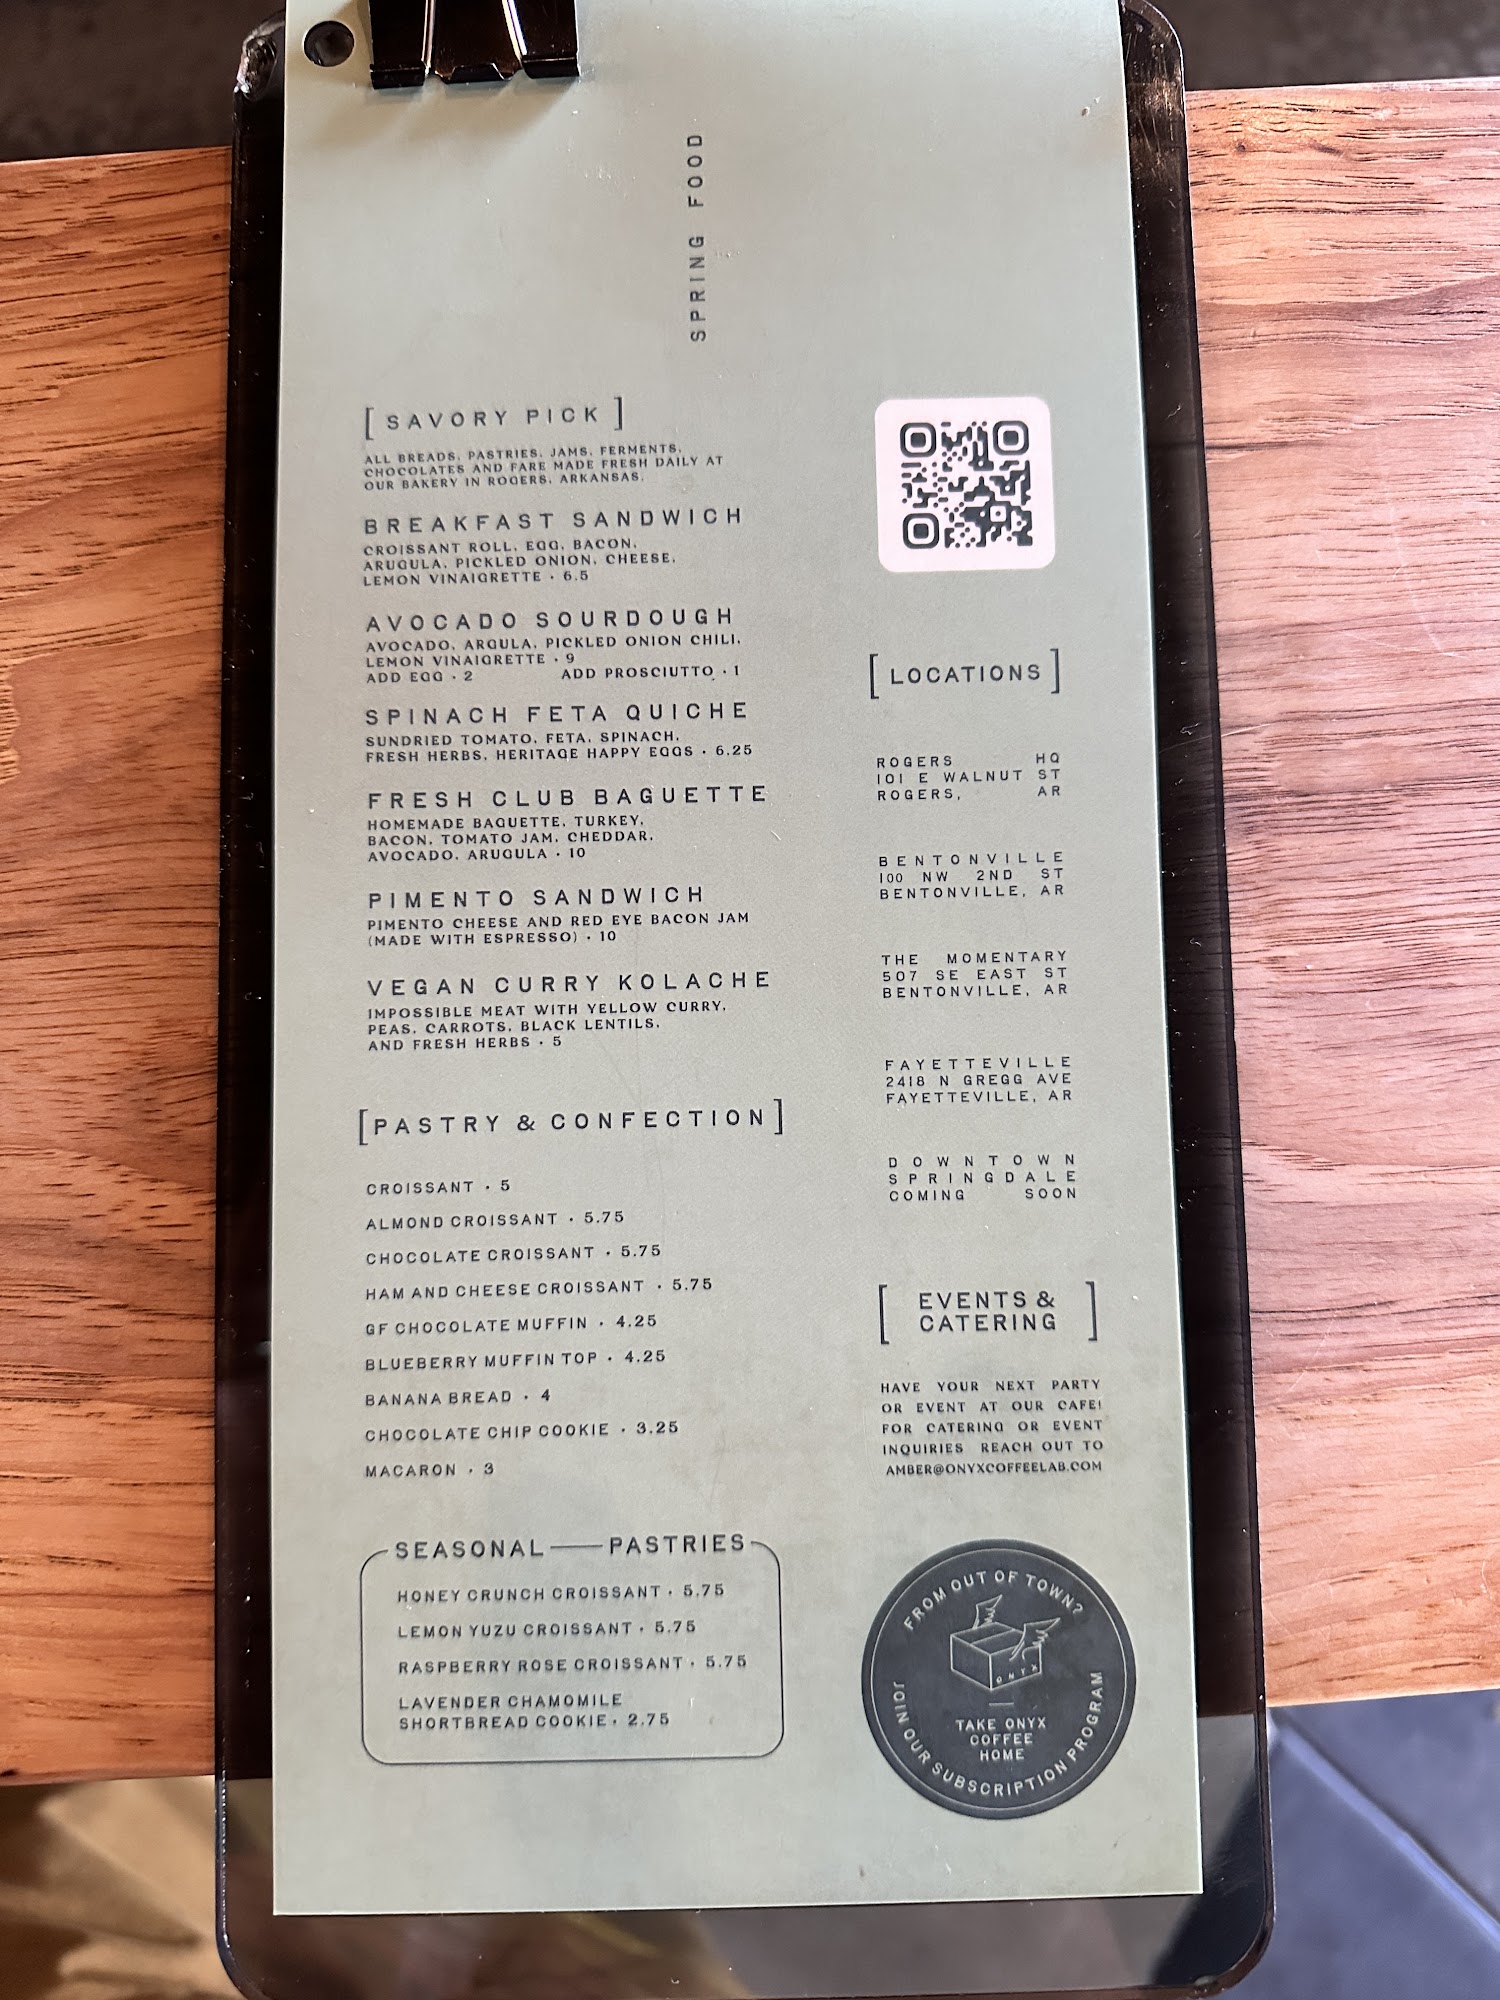 SPRING FOOD
[ SAVORY PICK ]
ALL BREADS, PASTRIES, JAMS, FERMENTS,
CHOCOLATES AND FARE MADE FRESH DAILY AT
OUR BAKERY IN ROGERS, ARKANSAS.
BREAKFAST SANDWICH
CROISSANT ROLL, EGG, BACON,
ARUGULA, PICKLED ONION, CHEESE,
LEMON VINAIGRETTE · 6.5
AVOCADO SOURDOUGH
AVOCADO, ARGULA, PICKLED ONION CHILI,
LEMON VINAIGRETTE · 9
ADD EGG · 2 ADD PROSCIUTTO · 1
SPINACH FETA QUICHE
SUNDRIED TOMATO, FETA, SPINACH,
FRESH HERBS, HERITAGE HAPPY EGGS · 6.25
FRESH CLUB BAGUETTE
HOMEMADE BAGUETTE, TURKEY,
BACON, TOMATO JAM, CHEDDAR,
AVOCADO, ARUGULA · 10
PIMENTO SANDWICH
PIMENTO CHEESE AND RED EYE BACON JAM
(MADE WITH ESPRESSO) · 10
VEGAN CURRY KOLACHE
IMPOSSIBLE MEAT WITH YELLOW CURRY,
PEAS, CARROTS, BLACK LENTILS,
AND FRESH HERBS · 5
[PASTRY & CONFECTION]
CROISSANT · 5
ALMOND CROISSANT · 5.75
CHOCOLATE CROISSANT · 5.75
HAM AND CHEESE CROISSANT · 5.75
GF CHOCOLATE MUFFIN · 4.25
BLUEBERRY MUFFIN TOP · 4.25
BANANA BREAD · 4
CHOCOLATE CHIP COOKIE · 3.25
MACARON · 3
SEASONAL PASTRIES
HONEY CRUNCH CROISSANT · 5.75
LEMON YUZU CROISSANT · 5.75
RASPBERRY ROSE CROISSANT · 5.75
LAVENDER CHAMOMILE
SHORTBREAD COOKIE · 2.75
[ LOCATIONS ]
ROGERS HQ
101 E WALNUT ST
ROGERS, AR
BENTONVILLE
100 NW 2ND ST
BENTONVILLE, AR
THE MOMENTARY
507 SE EAST ST
BENTONVILLE, AR
FAYETTEVILLE
2418 N GREGG AVE
FAYETTEVILLE, AR
DOWNTOWN
SPRINGDALE
COMING SOON
[ EVENTS &
CATERING ]
HAVE YOUR NEXT PARTY
OR EVENT AT OUR CAFE!
FOR CATERING OR EVENT
INQUIRIES REACH OUT TO
AMBER@ONYXCOFFEELAB.COM
FROM OUT OF TOWN?
ONYX
TAKE ONYX
COFFEE
HOME
JOIN OUR SUBSCRIPTION PROGRAM